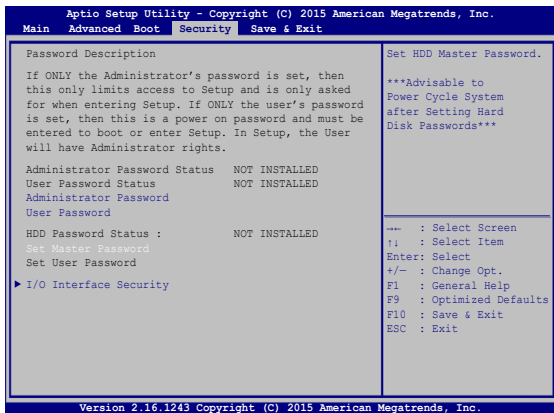 Aptio Setup Utility - Copyright (C) 2015 American Megatrends, Inc.
Main Advanced Boot Security Save & Exit
Password Description
If ONLY the Administrator's password is set, then
this only limits access to Setup and is only asked
for when entering Setup. If ONLY the user's password
is set, then this is a power on password and must be
entered to boot or enter Setup. In Setup, the User
will have Administrator rights.
Administrator Password Status NOT INSTALLED
User Password Status NOT INSTALLED
Administrator Password
User Password
HDD Password Status : NOT INSTALLED
Set Master Password
Set User Password
I/O Interface Security
Set HDD Master Password.
***Advisable to
Power Cycle System
after Setting Hard
Disk Passwords***
→← : Select Screen
↑↓ : Select Item
Enter: Select
+/— : Change Opt.
F1 : General Help
F9 : Optimized Defaults
F10 : Save & Exit
ESC : Exit
Version 2.16.1243 Copyright (C) 2015 American Megatrends, Inc.